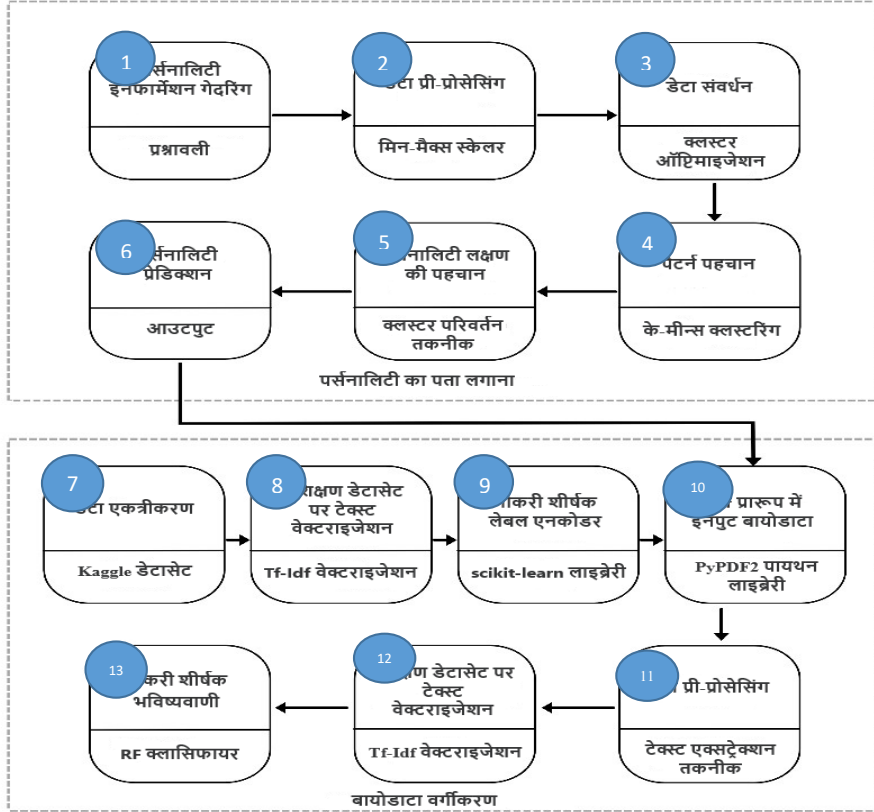 1
पर्सनालिटी
इनफार्मेशन गेदरिंग
प्रश्नावली
2
डेटा प्री-प्रोसेसिंग
मिन-मैक्स स्केलर
3
डेटा संवर्धन
क्लस्टर
ऑप्टिमाइजेशन
4
पैटर्न पहचान
के-मीन्स क्लस्टरिंग
5
पर्सनालिटी लक्षण
की पहचान
क्लस्टर परिवर्तन
तकनीक
6
पर्सनालिटी
प्रेडिक्शन
आउटपुट
पर्सनालिटी का पता लगाना
7
डेटा एकत्रीकरण
Kaggle डेटासेट
8
डेटासेट
पर टेक्स्ट
वेक्टराइजेशन
Tf-Idf वेक्टराइजेशन
9
नौकरी शीर्षक
लेबल एनकोडर
scikit-learn लाइब्रेरी
10
प्रारूप में
इनपुट बायोडाटा
PyPDF2 पायथन
लाइब्रेरी
11
प्री-प्रोसेसिंग
टेक्स्ट एक्सट्रेक्शन
तकनीक
12
डेटासेट पर
टेक्स्ट
वेक्टराइजेशन
Tf-Idf वेक्टराइजेशन
13
नौकरी शीर्षक
भविष्यवाणी
RF क्लासिफायर
बायोडाटा वर्गीकरण